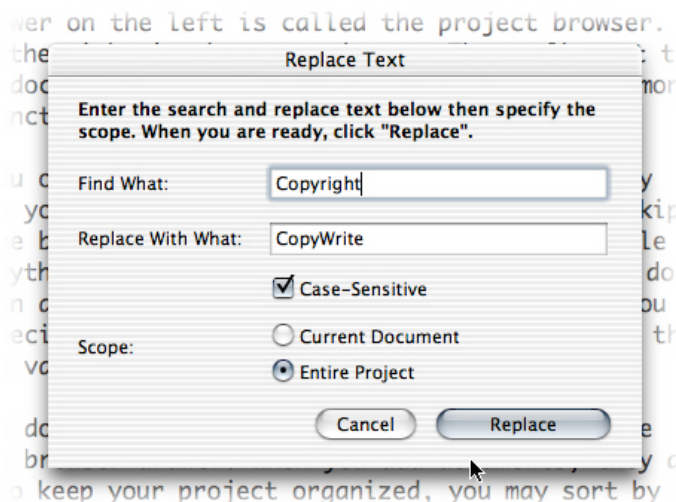 wer on the left is called the project browser.
the
Replace Text
doc
Enter the search and replace text below then specify the
scope. When you are ready, click "Replace".
Find What:
Copyright
Replace With What:
CopyWrite
Case-Sensitive
Scope:
Current Document
Entire Project
Cancel
Replace
keep your project organized, you may sort by